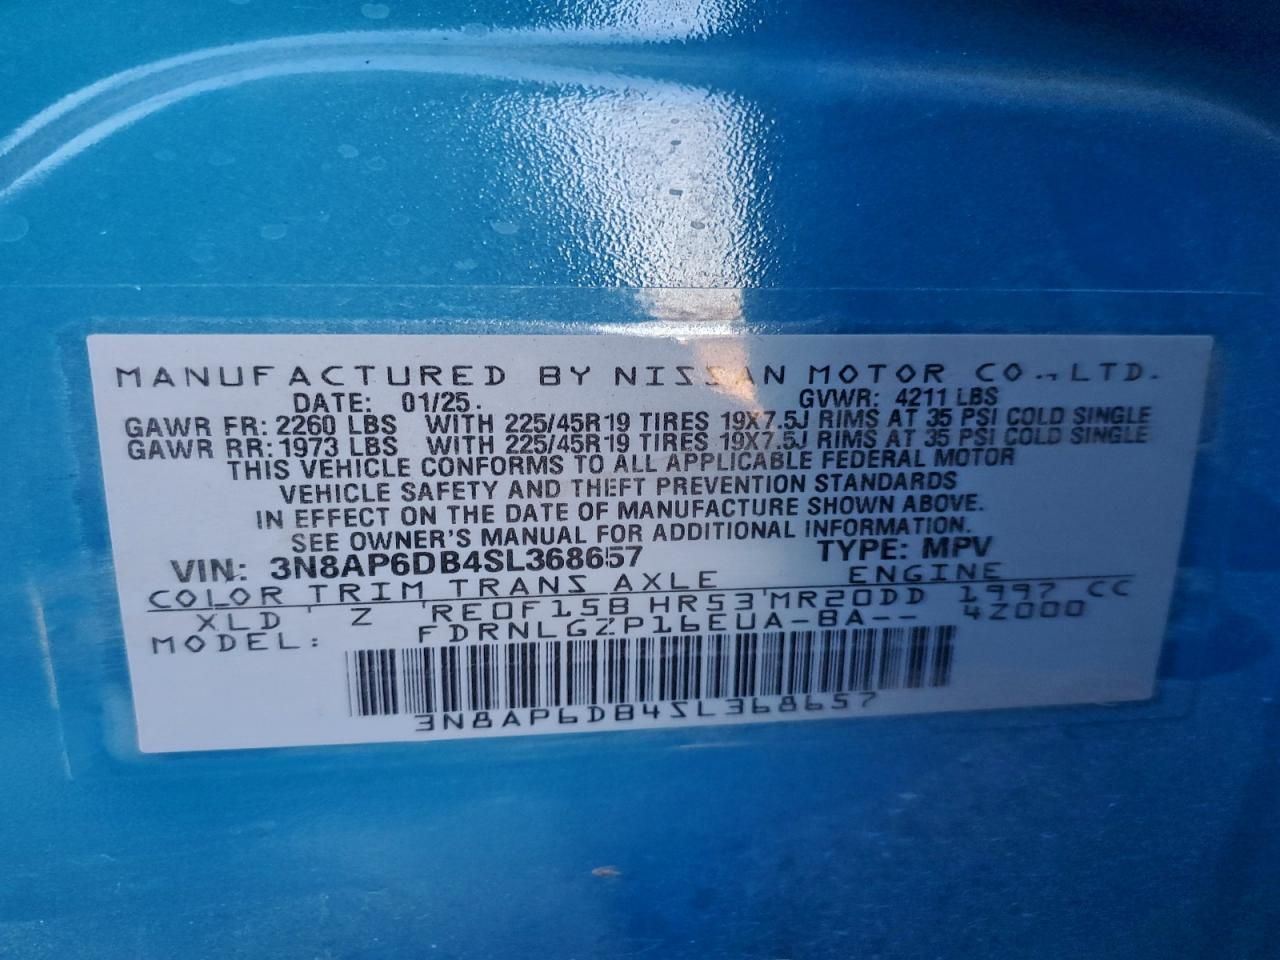 MANUFACTURED BY NISSAN MOTOR CO., LTD.
DATE: 01/25. GVWR: 4211 LBS
GAWR FR: 2260 LBS WITH 225/45R19 TIRES 19X7.5J RIMS AT 35 PSI COLD SINGLE
GAWR RR: 1973 LBS WITH 225/45R19 TIRES 19X7.5J RIMS AT 35 PSI COLD SINGLE
THIS VEHICLE CONFORMS TO ALL APPLICABLE FEDERAL MOTOR
VEHICLE SAFETY AND THEFT PREVENTION STANDARDS
IN EFFECT ON THE DATE OF MANUFACTURE SHOWN ABOVE.
SEE OWNER'S MANUAL FOR ADDITIONAL INFORMATION.
VIN: 3N8AP6DB4SL368657 TYPE: MPV
COLOR TRIM TRANS AXLE ENGINE
XLD Z RE0F15B HR53 MR20DD 1997 CC
MODEL: FDRNLGZP16EUA-BA-- 4Z000
3N8AP6DB4SL368657